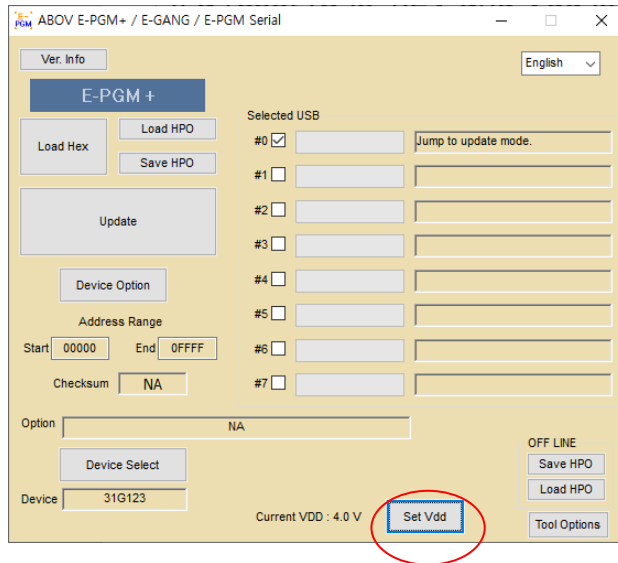 E-PGM
ABOV E-PGM+ / E-GANG / E-PGM Serial
Ver. Info
English
E-PGM +
Load Hex
Load HPO
Save HPO
Update
Device Option
Address Range
Start 00000 End 0FFFF
Checksum NA
Selected USB
#0 Jump to update mode.
#1
#2
#3
#4
#5
#6
#7
Option NA
Device Select
Device 31G123
Current VDD : 4.0 V Set Vdd
OFF LINE
Save HPO
Load HPO
Tool Options